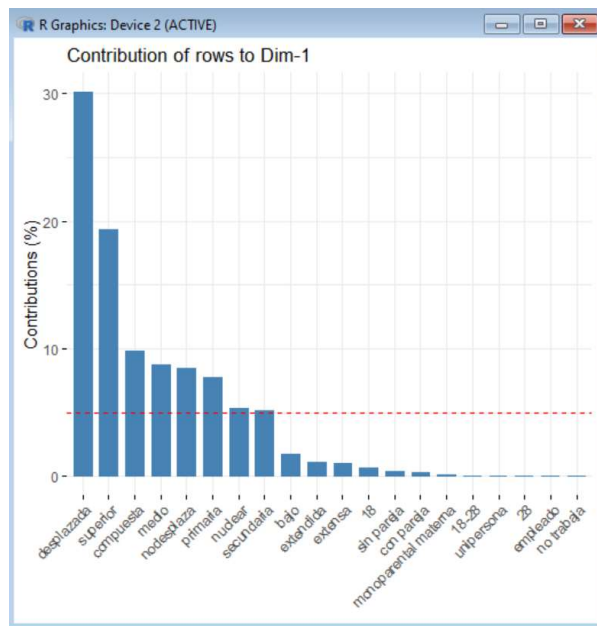 R Graphics: Device 2 (ACTIVE)
Contribution of rows to Dim-1
Contributions (%)
30
20
10
0
desplazada
superior
compuesta
medio
nodesplaza
primaria
nuclear
secundaria
bajo
extendida
extensa
18
sin pareja
con pareja
monoparental materna
18-28
unipersona
28
empleado
no trabaja